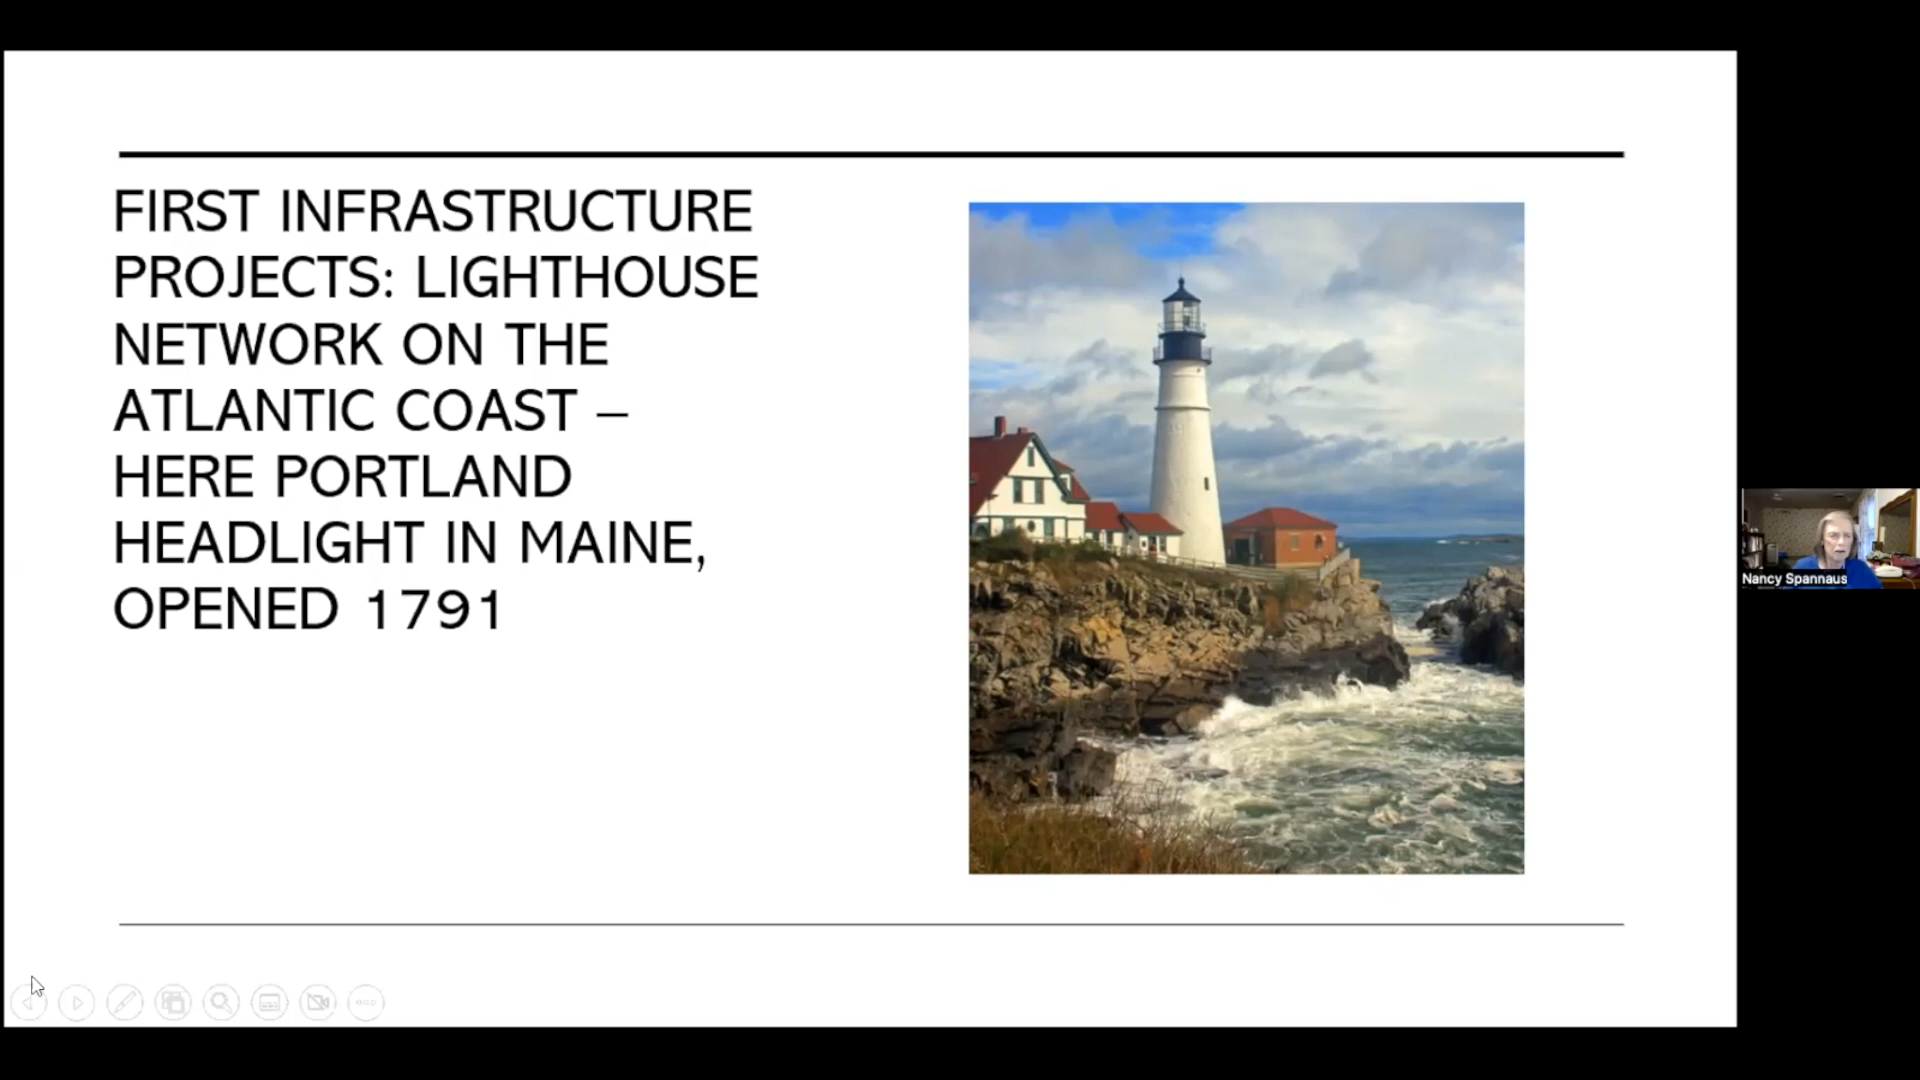 FIRST INFRASTRUCTURE
PROJECTS: LIGHTHOUSE
NETWORK ON THE
ATLANTIC COAST –
HERE PORTLAND
HEADLIGHT IN MAINE,
OPENED 1791
Nancy Spannaus